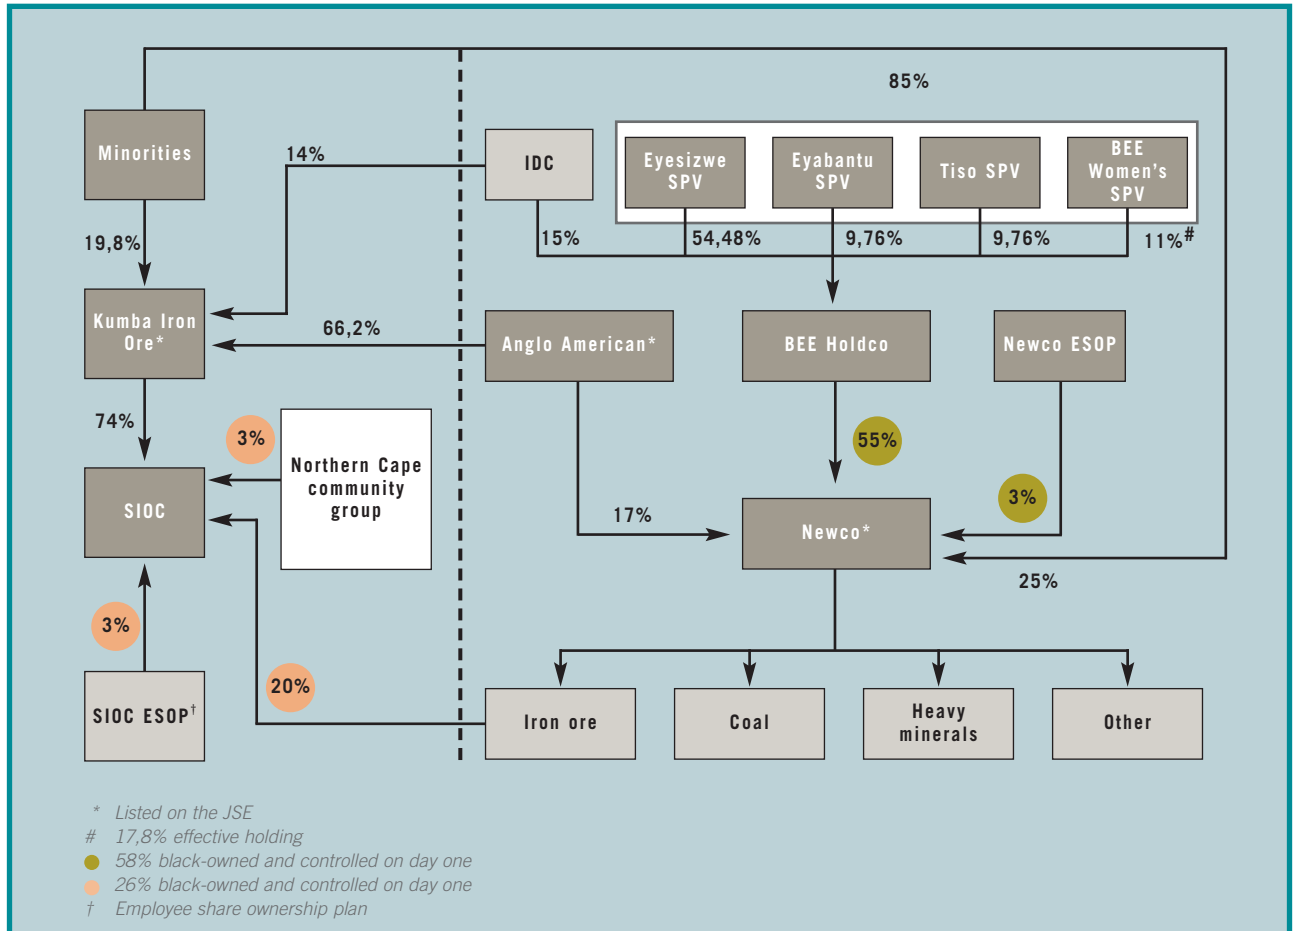 85%
Minorities
14%
IDC
Eyesizwe
SPV
Eyabantu
SPV
Tiso SPV
BEE
Women's
SPV
19,8%
15%
54,48%
9,76%
9,76%
11%#
Kumba Iron
Ore*
66,2%
Anglo American*
BEE Holdco
Newco ESOP
74%
3%
Northern Cape
community
group
55%
SIOC
17%
Newco*
3%
25%
3%
20%
SIOC ESOP†
Iron ore
Coal
Heavy
minerals
Other
* Listed on the JSE
# 17,8% effective holding
58% black-owned and controlled on day one
26% black-owned and controlled on day one
† Employee share ownership plan